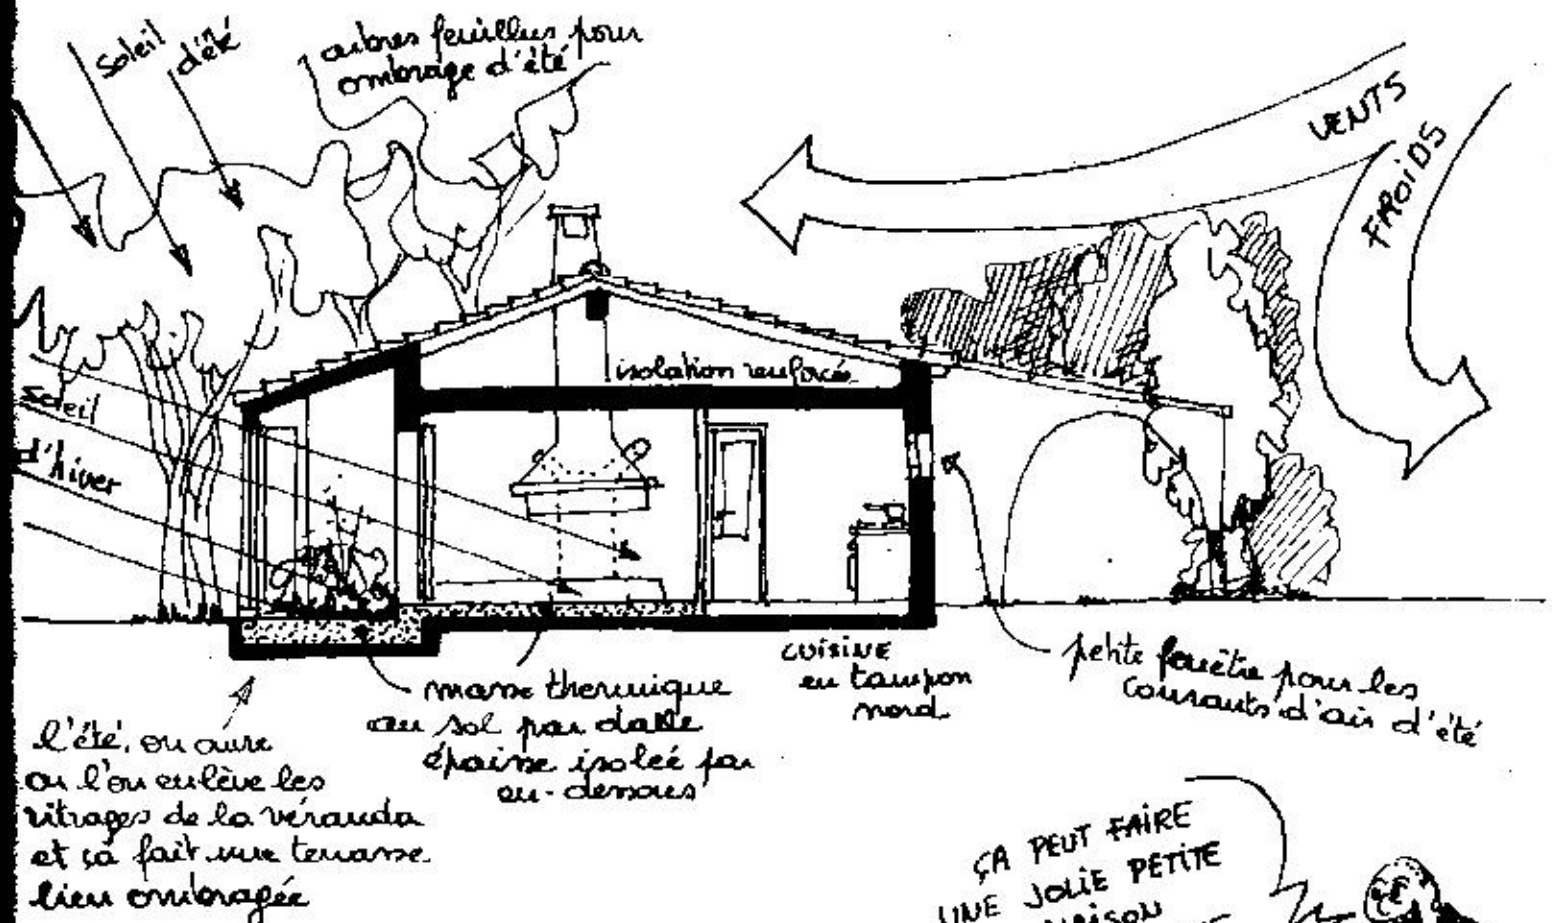 soleil d'été
arbres feuillus pour
ombrage d'été
VENTS
FROIDS
isolation renforcée
soleil
d'hiver
CUISINE
en tampon
nord
petite fenêtre pour les
courants d'air d'été
masse thermique
au sol par dalle
épaisse isoleé par
en-dessous
l'été, on ouvre
ou l'on enlève les
vitrages de la véranda
et ça fait une terrasse
bien ombragée
ÇA PEUT FAIRE
UNE JOLIE PETITE
MAISON